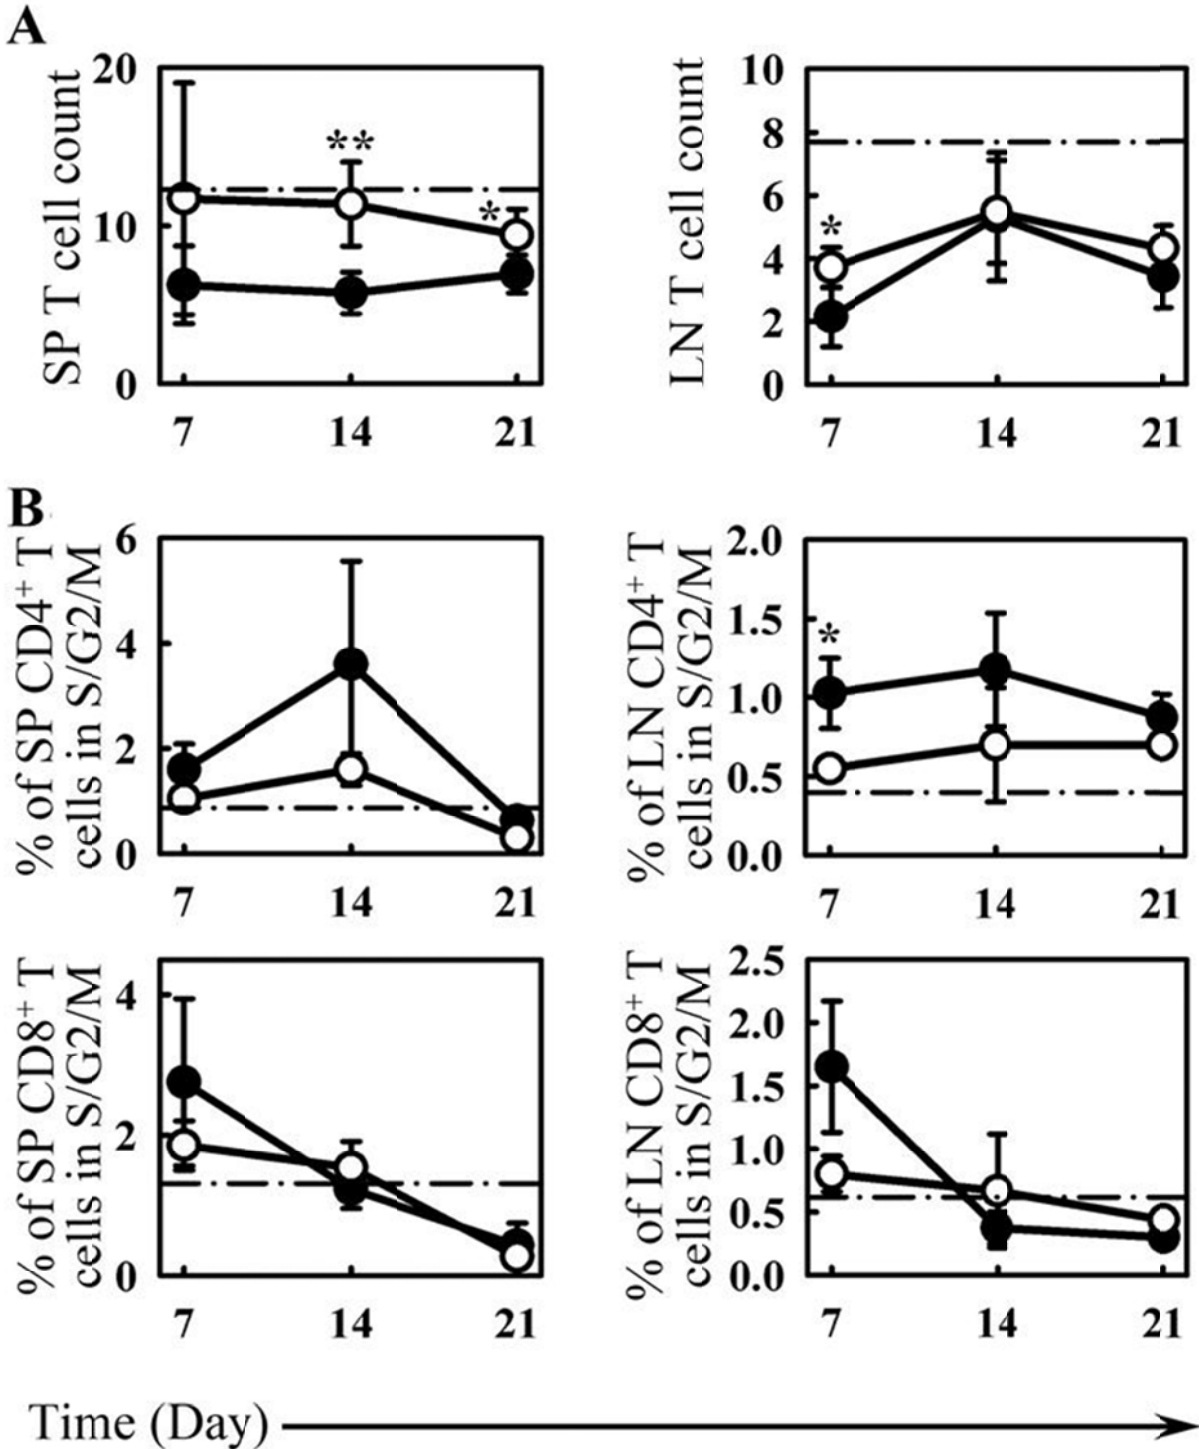 A
SP T cell count
20
10
0
**
*
7 14 21
LN T cell count
10
8
6
4
2
0
*
7 14 21
B
% of SP CD4+ T
cells in S/G2/M
6
4
2
0
7 14 21
% of LN CD4+ T
cells in S/G2/M
2.0
1.5
1.0
0.5
0.0
*
7 14 21
% of SP CD8+ T
cells in S/G2/M
4
2
0
7 14 21
% of LN CD8+ T
cells in S/G2/M
2.5
2.0
1.5
1.0
0.5
0.0
7 14 21
Time (Day)